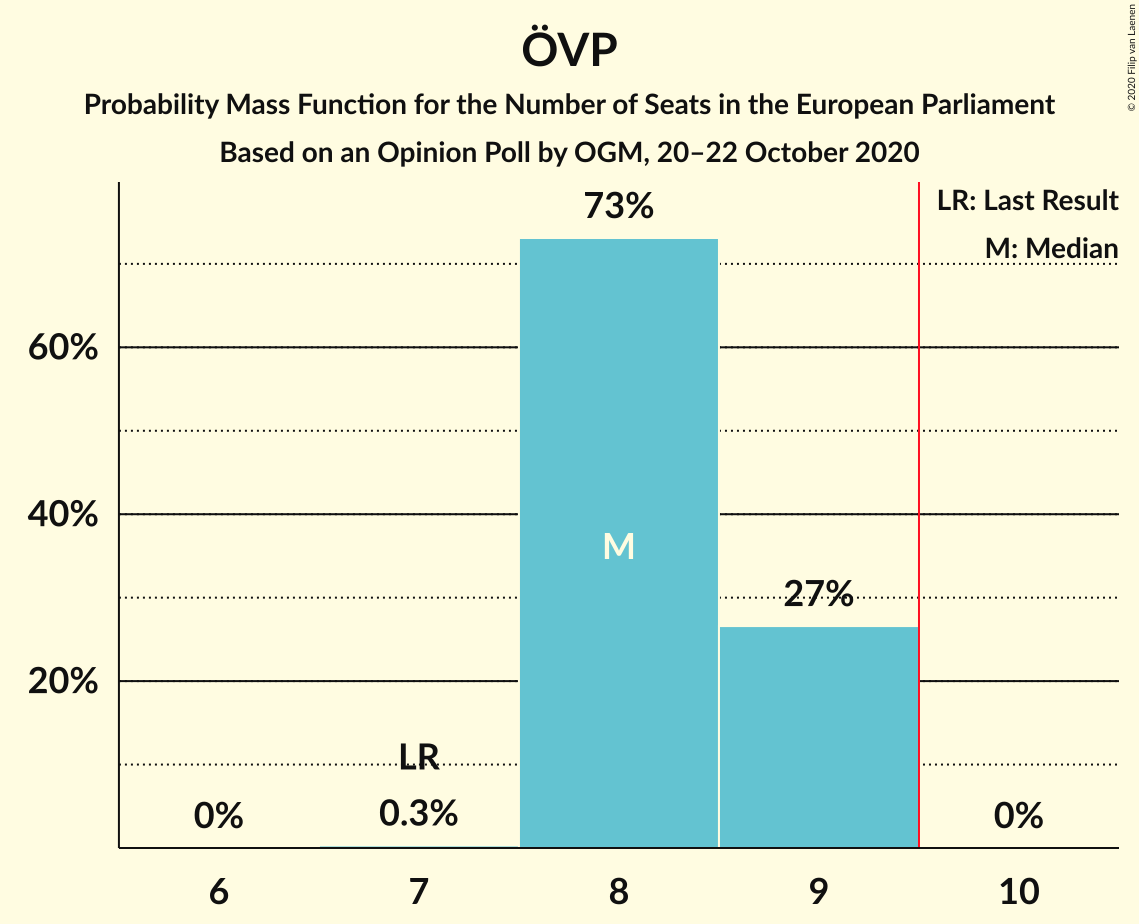 ÖVP
Probability Mass Function for the Number of Seats in the European Parliament
Based on an Opinion Poll by OGM, 20–22 October 2020
© 2020 Filip van Laenen
LR: Last Result
M: Median
73%
60%
40%
M
27%
20%
LR
0%
0.3%
0%
6
7
8
9
10